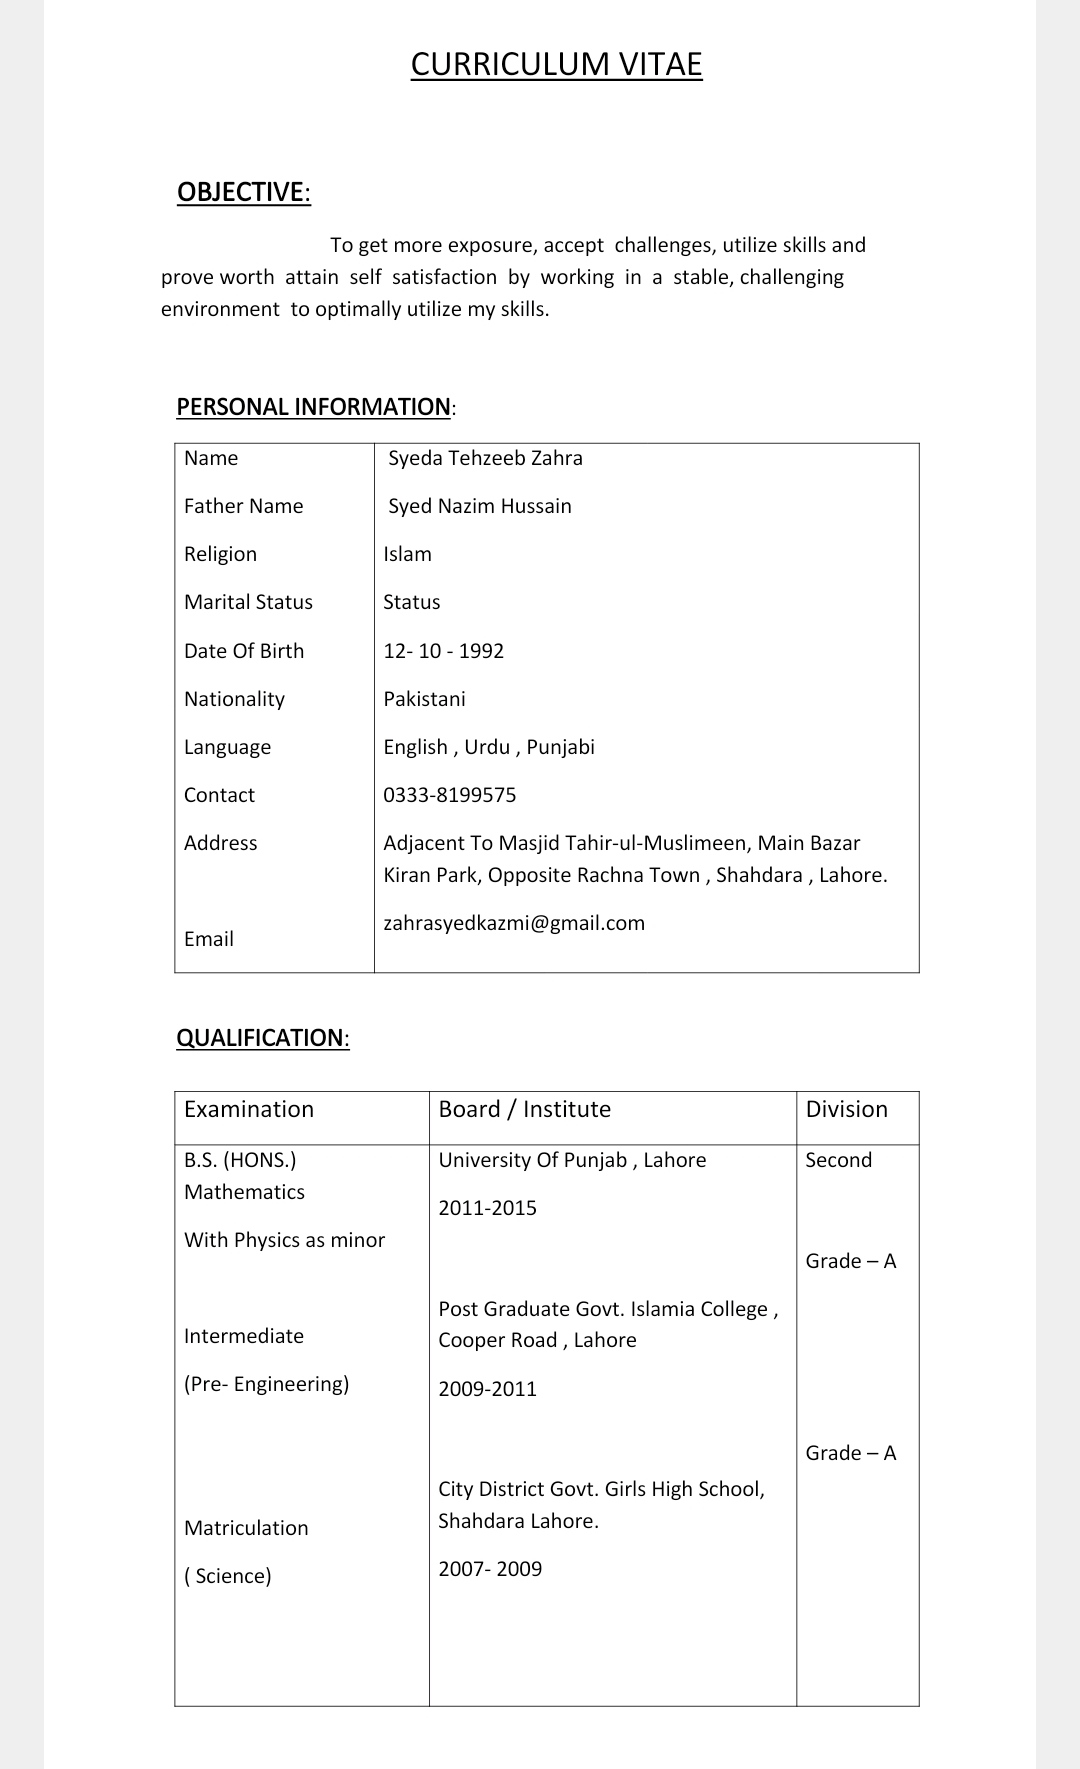 CURRICULUM VITAE
OBJECTIVE:
To get more exposure, accept challenges, utilize skills and
prove worth attain self satisfaction by working in a stable, challenging
environment to optimally utilize my skills.
PERSONAL INFORMATION:
Name Syeda Tehzeeb Zahra
Father Name Syed Nazim Hussain
Religion Islam
Marital Status Status
Date Of Birth 12- 10 - 1992
Nationality Pakistani
Language English , Urdu , Punjabi
Contact 0333-8199575
Address Adjacent To Masjid Tahir-ul-Muslimeen, Main Bazar
Kiran Park, Opposite Rachna Town , Shahdara , Lahore.
Email zahrasyedkazmi@gmail.com
QUALIFICATION:
Examination Board / Institute Division
B.S. (HONS.) University Of Punjab , Lahore Second
Mathematics
2011-2015
With Physics as minor
Grade – A
Post Graduate Govt. Islamia College ,
Intermediate Cooper Road , Lahore
(Pre- Engineering) 2009-2011
Grade – A
City District Govt. Girls High School,
Matriculation Shahdara Lahore.
( Science) 2007- 2009